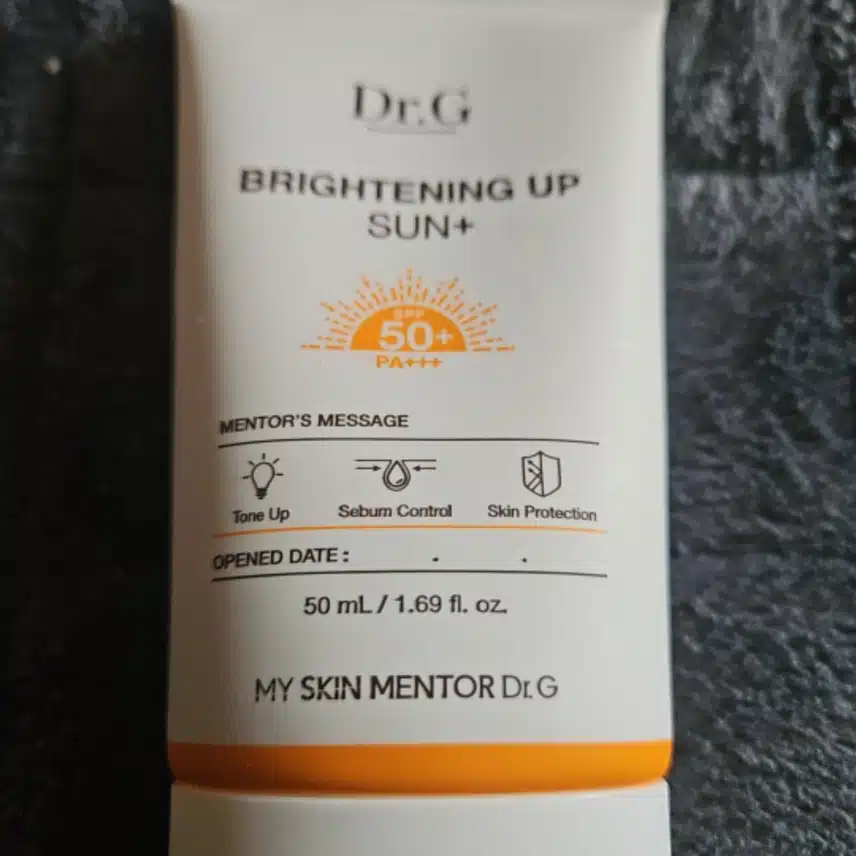 Dr.G
BRIGHTENING UP
SUN+
SPF
50+
PA+++
MENTOR'S MESSAGE
Tone Up Sebum Control Skin Protection
OPENED DATE : . .
50 mL / 1.69 fl. oz.
MY SKIN MENTOR Dr.G